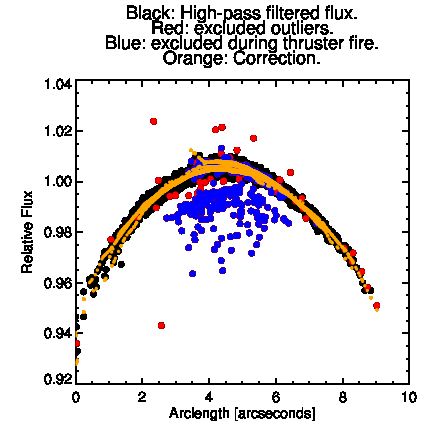 Black: High-pass filtered flux.
Red: excluded outliers.
Blue: excluded during thruster fire.
Orange: Correction.
1.04
1.02
1.00
0.98
0.96
0.94
0.92
Relative Flux
0 2 4 6 8 10
Arclength [arcseconds]